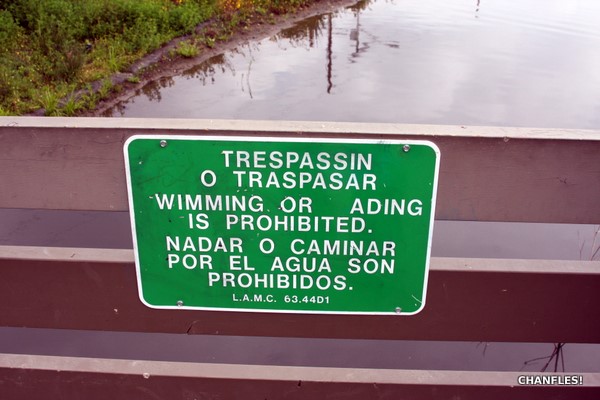 TRESPASSIN
O TRASPASAR
WIMMING OR ADING
IS PROHIBITED.
NADAR O CAMINAR
POR EL AGUA SON
PROHIBIDOS.
L.A.M.C. 63.44D1
CHANFLES!